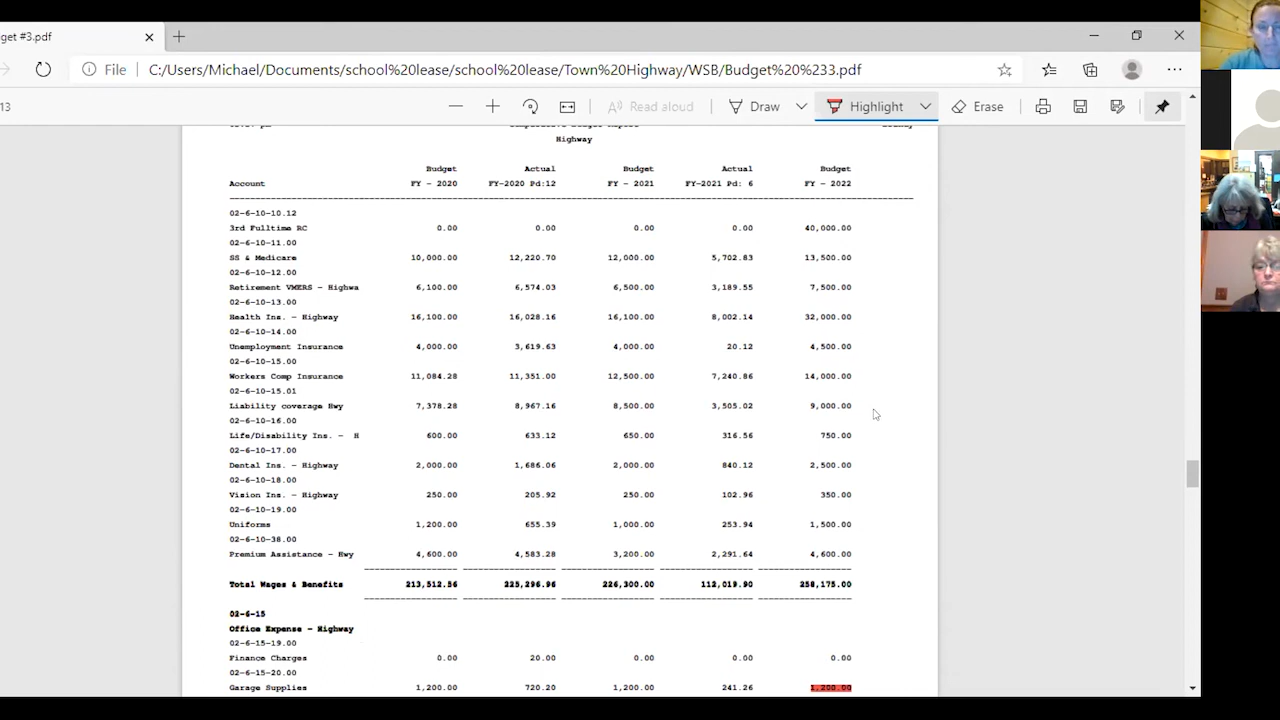 get #3.pdf
File C:/Users/Michael/Documents/school%20lease/school%20lease/Town%20Highway/WSB/Budget%20%233.pdf
13 Read aloud Draw Highlight Erase
Highway
Budget Actual Budget Actual Budget
Account FY - 2020 FY-2020 Pd:12 FY - 2021 FY-2021 Pd: 6 FY - 2022
02-6-10-10.12
3rd Fulltime RC 0.00 0.00 0.00 0.00 40,000.00
02-6-10-11.00
SS & Medicare 10,000.00 12,220.70 12,000.00 5,702.83 13,500.00
02-6-10-12.00
Retirement VMERS - Highwa 6,100.00 6,574.03 6,500.00 3,189.55 7,500.00
02-6-10-13.00
Health Ins. - Highway 16,100.00 16,028.16 16,100.00 8,002.14 32,000.00
02-6-10-14.00
Unemployment Insurance 4,000.00 3,619.63 4,000.00 20.12 4,500.00
02-6-10-15.00
Workers Comp Insurance 11,084.28 11,351.00 12,500.00 7,240.86 14,000.00
02-6-10-15.01
Liability coverage Hwy 7,378.28 8,967.16 8,500.00 3,505.02 9,000.00
02-6-10-16.00
Life/Disability Ins. - H 600.00 633.12 650.00 316.56 750.00
02-6-10-17.00
Dental Ins. - Highway 2,000.00 1,686.06 2,000.00 840.12 2,500.00
02-6-10-18.00
Vision Ins. - Highway 250.00 205.92 250.00 102.96 350.00
02-6-10-19.00
Uniforms 1,200.00 655.39 1,000.00 253.94 1,500.00
02-6-10-38.00
Premium Assistance - Hwy 4,600.00 4,583.28 3,200.00 2,291.64 4,600.00
Total Wages & Benefits 213,512.56 225,296.96 226,300.00 112,019.90 258,175.00
02-6-15
Office Expense - Highway
02-6-15-19.00
Finance Charges 0.00 20.00 0.00 0.00 0.00
02-6-15-20.00
Garage Supplies 1,200.00 720.20 1,200.00 241.26 1,200.00